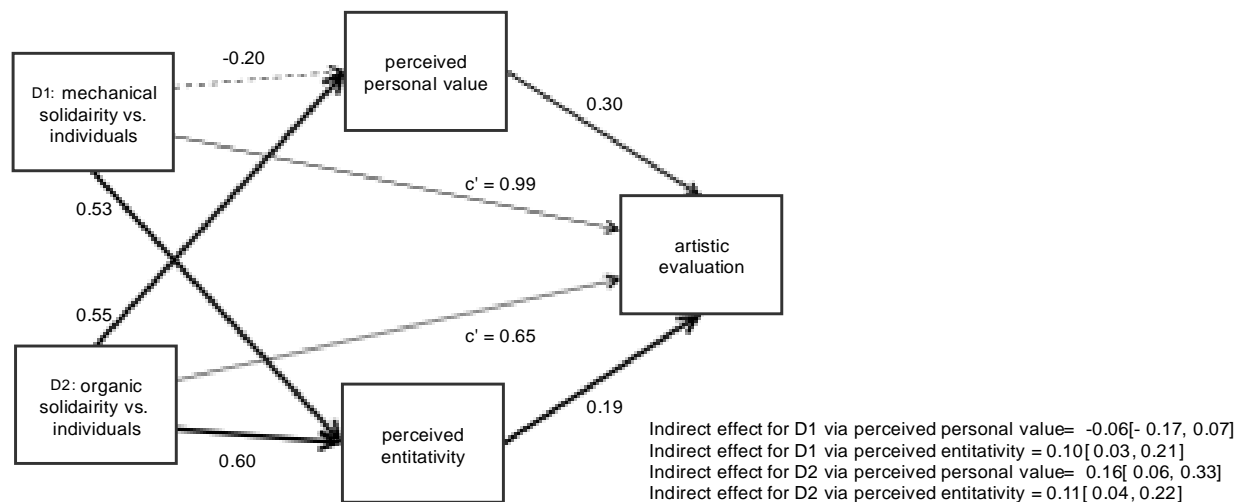 -0.20
perceived
personal value
D1: mechanical
solidairity vs.
individuals
0.30
c' = 0.99
0.53
artistic
evaluation
0.55
c' = 0.65
D2: organic
solidairity vs.
individuals
0.19
perceived
entitativity
0.60
Indirect effect for D1 via perceived personal value= -0.06[- 0.17, 0.07]
Indirect effect for D1 via perceived entitativity = 0.10[ 0.03, 0.21]
Indirect effect for D2 via perceived personal value= 0.16[ 0.06, 0.33]
Indirect effect for D2 via perceived entitativity = 0.11[ 0.04, 0.22]